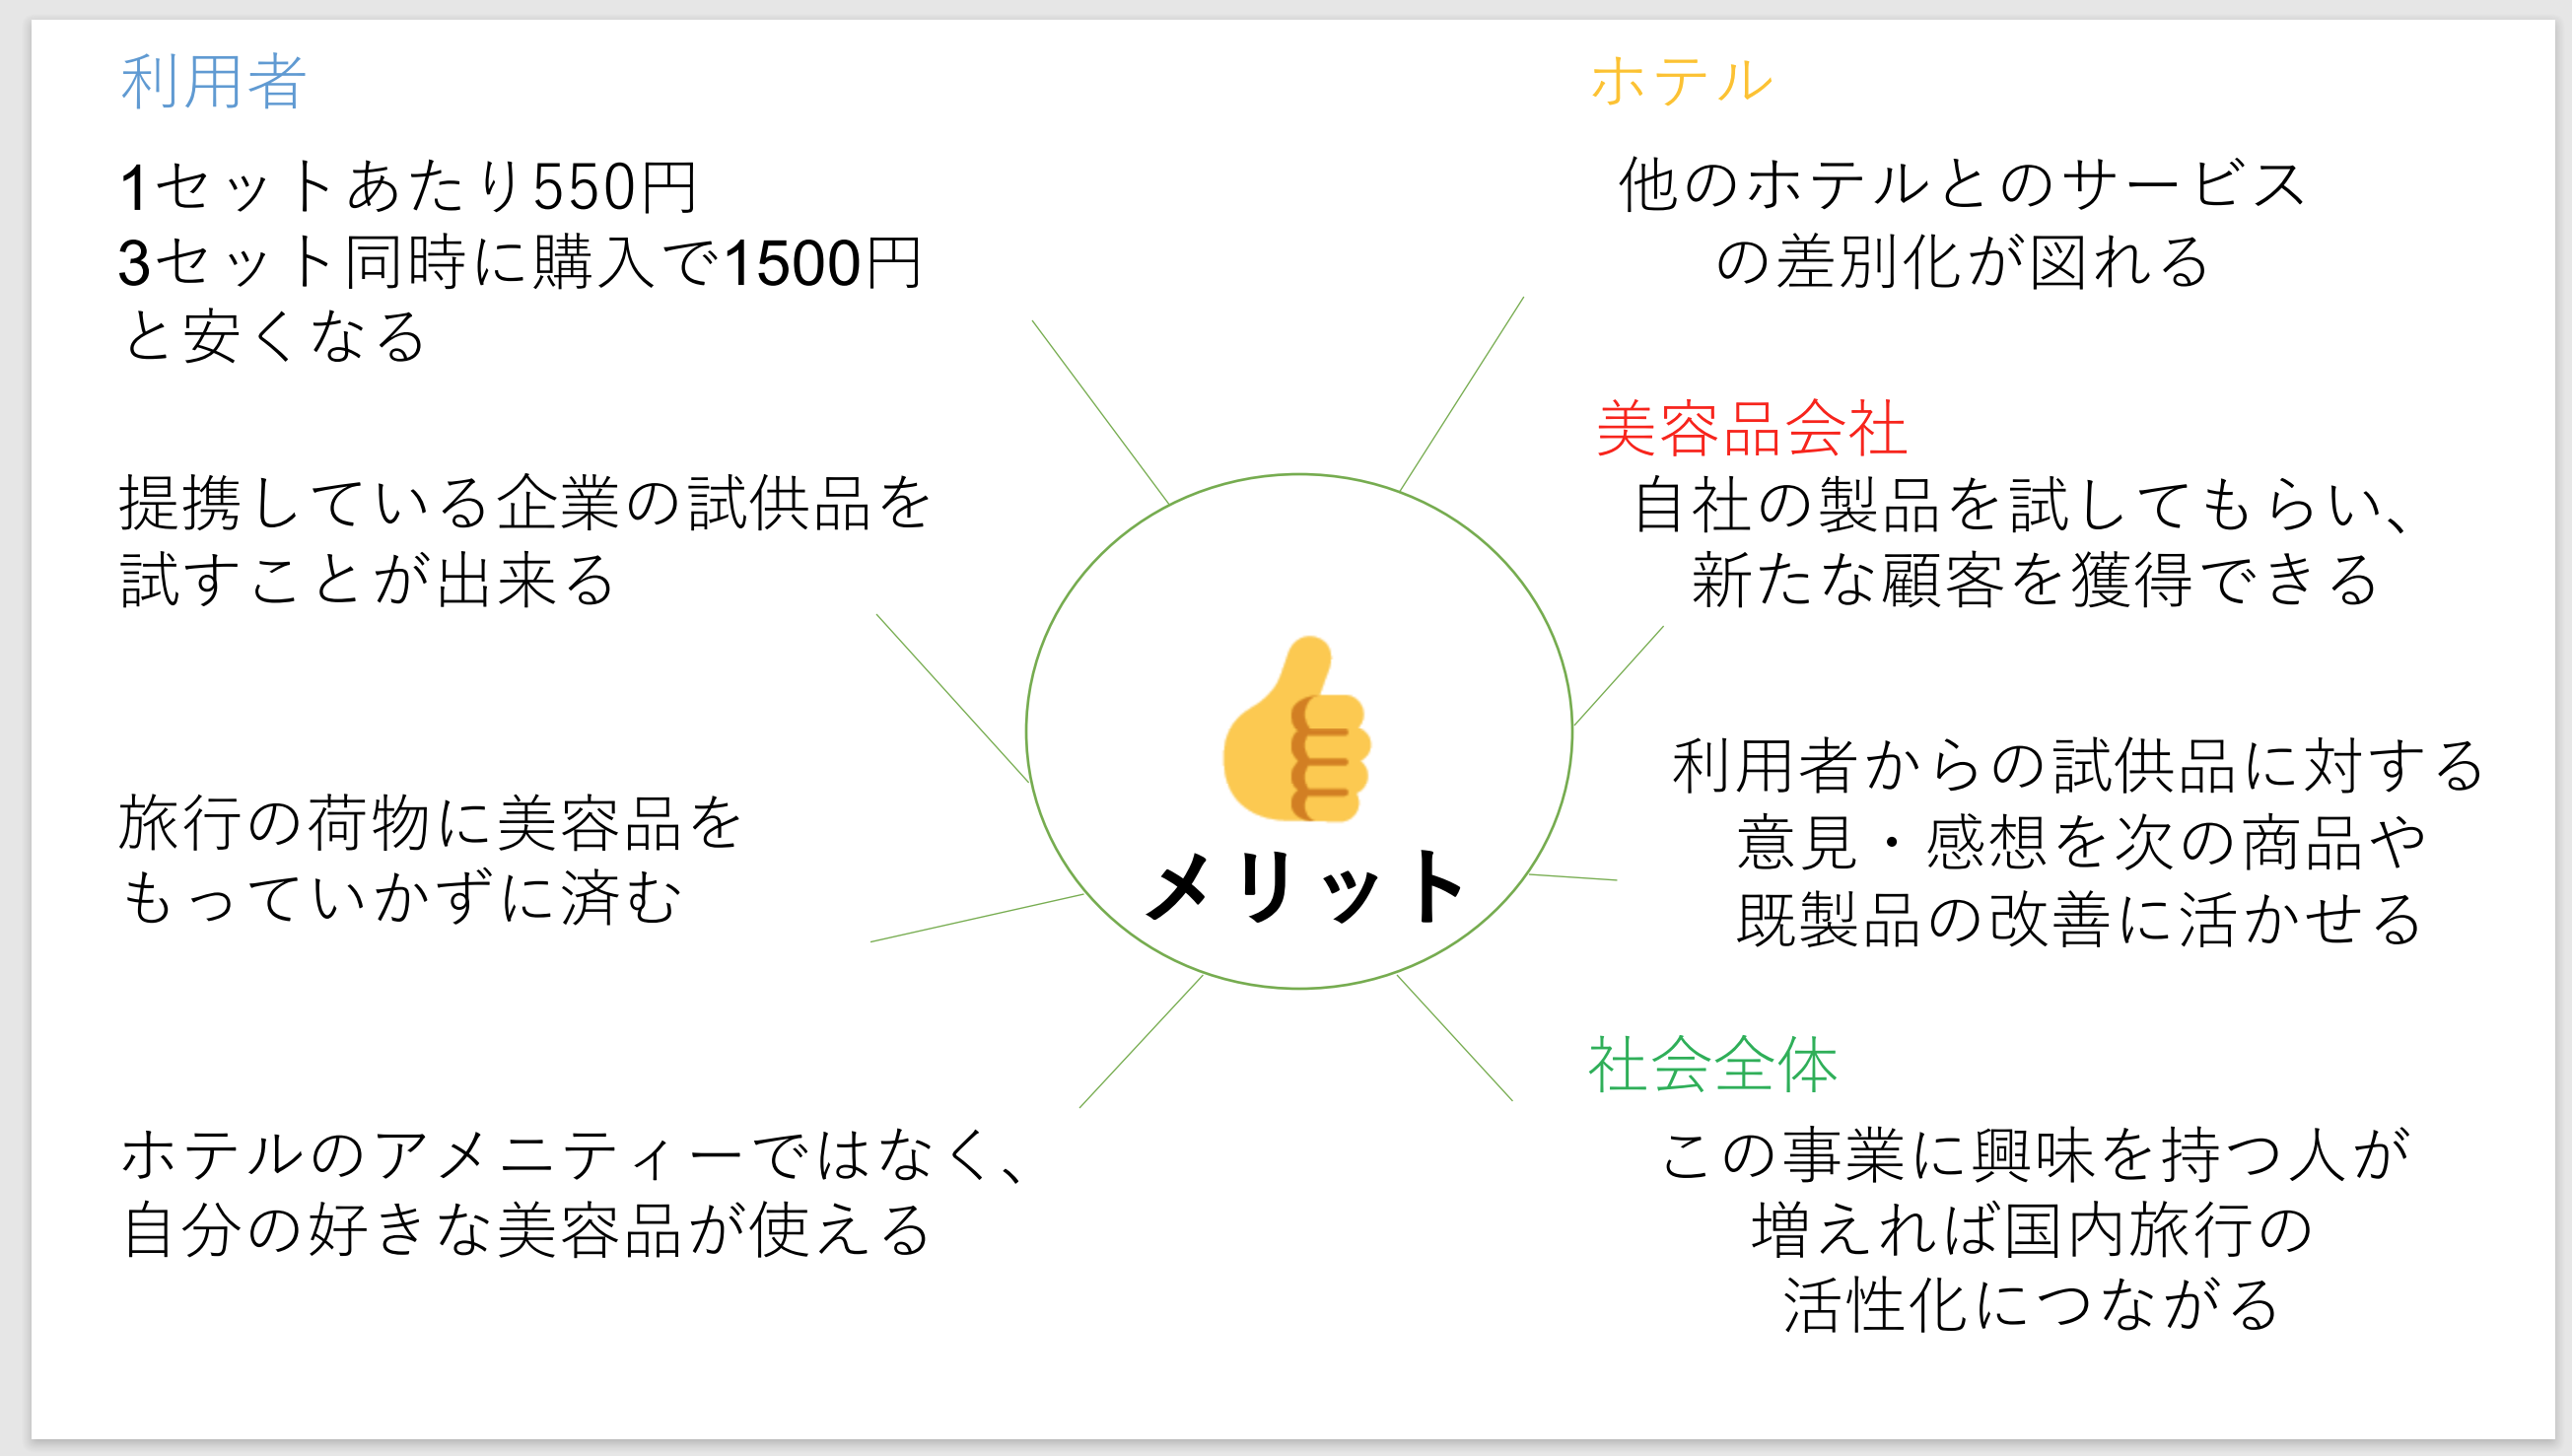 利用者
1セットあたり550円
3セット同時に購入で1500円
と安くなる
提携している企業の試供品を
試すことが出来る
旅行の荷物に美容品を
もっていかずに済む
ホテルのアメニティーではなく、
自分の好きな美容品が使える
メリット
ホテル
他のホテルとのサービス
の差別化が図れる
美容品会社
自社の製品を試してもらい、
新たな顧客を獲得できる
利用者からの試供品に対する
意見・感想を次の商品や
既製品の改善に活かせる
社会全体
この事業に興味を持つ人が
増えれば国内旅行の
活性化につながる